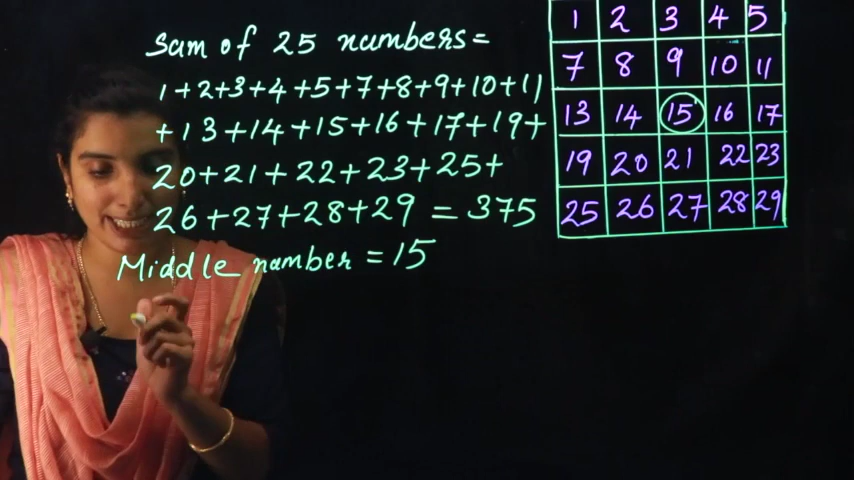 Sum of 25 numbers =
1+2+3+4+5+7+8+9+10+11
+13+14+15+16+17+19+
20+21+22+23+25+
26+27+28+29 = 375
Middle number = 15
1 2 3 4 5
7 8 9 10 11
13 14 15 16 17
19 20 21 22 23
25 26 27 28 29